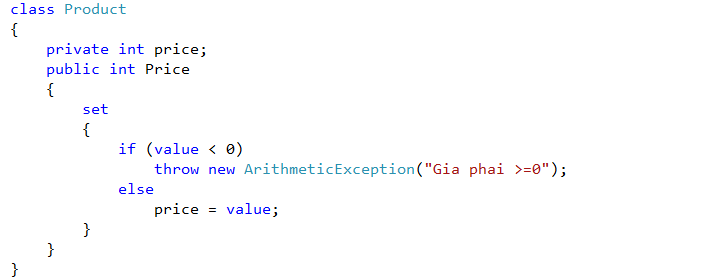 class Product
{
    private int price;
    public int Price
    {
        set
        {
            if (value < 0)
                throw new ArithmeticException("Gia phai >=0");
            else
                price = value;
        }
    }
}